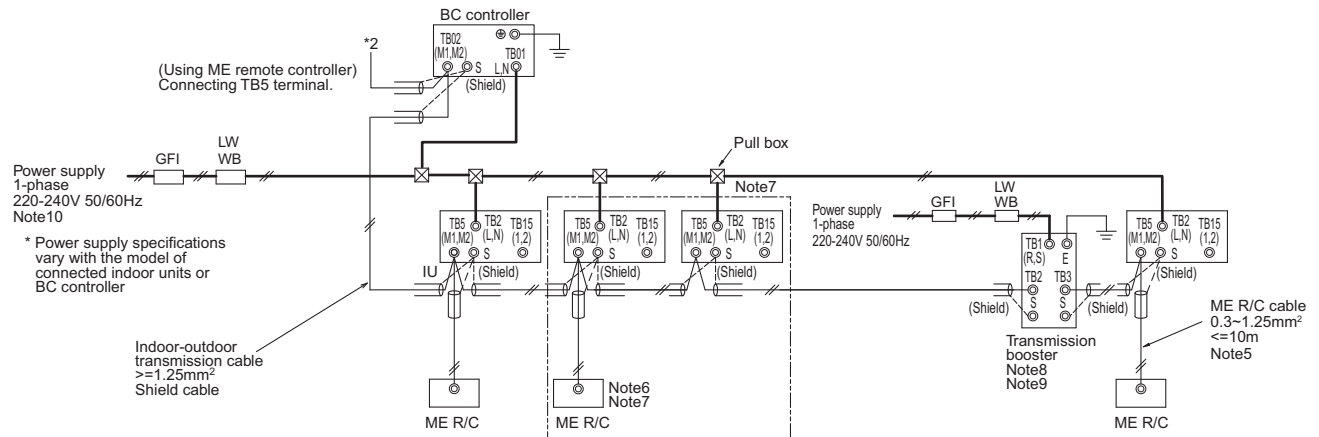 BC controller
*2
TB02
(M1,M2)
S
TB01
L,N
(Shield)
(Using ME remote controller)
Connecting TB5 terminal.
Power supply
1-phase
220-240V 50/60Hz
Note10
GFI
LW
WB
Pull box
Note7
* Power supply specifications
vary with the model of
connected indoor units or
BC controller
TB5
(M1,M2)
TB2
(L,N)
TB15
(1,2)
S
(Shield)
IU
TB5
(M1,M2)
TB2
(L,N)
TB15
(1,2)
S
(Shield)
TB5
(M1,M2)
TB2
(L,N)
TB15
(1,2)
S
(Shield)
Power supply
1-phase
220-240V 50/60Hz
GFI
LW
WB
TB1
(R,S)
E
TB2
TB3
S
S
(Shield)
(Shield)
Transmission
booster
Note8
Note9
TB5
(M1,M2)
TB2
(L,N)
TB15
(1,2)
S
(Shield)
ME R/C cable
0.3~1.25mm²
<=10m
Note5
Indoor-outdoor
transmission cable
>=1.25mm²
Shield cable
ME R/C
Note6
Note7
ME R/C
ME R/C